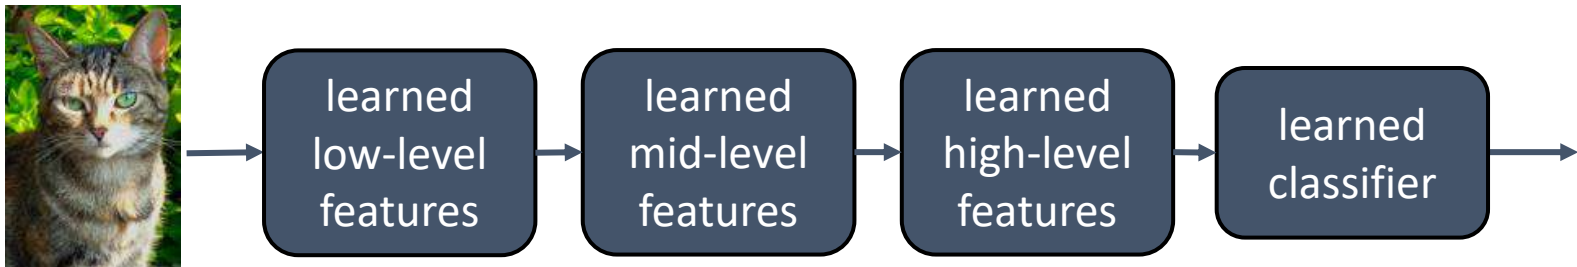 learned
low-level
features
learned
mid-level
features
learned
high-level
features
learned
classifier